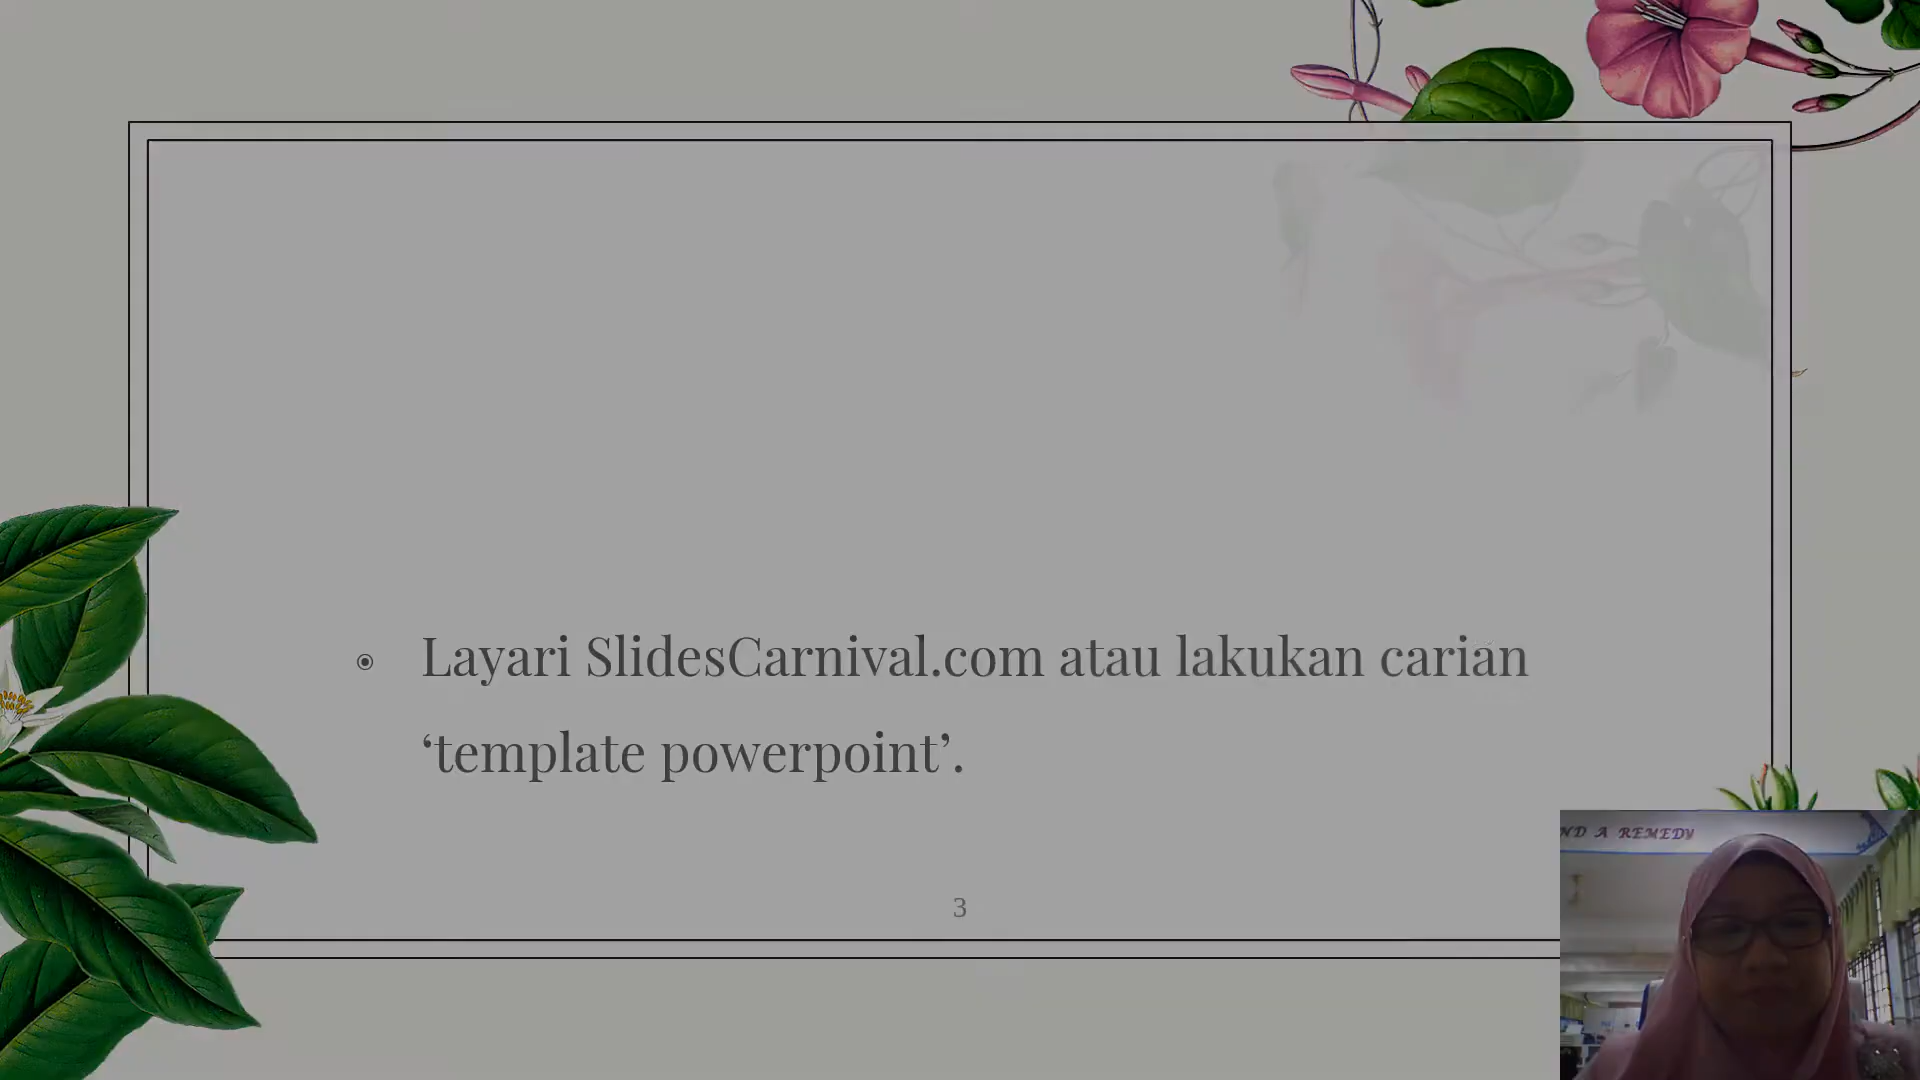 Layari SlidesCarnival.com atau lakukan carian
‘template powerpoint’.
3
ND A REMEDY